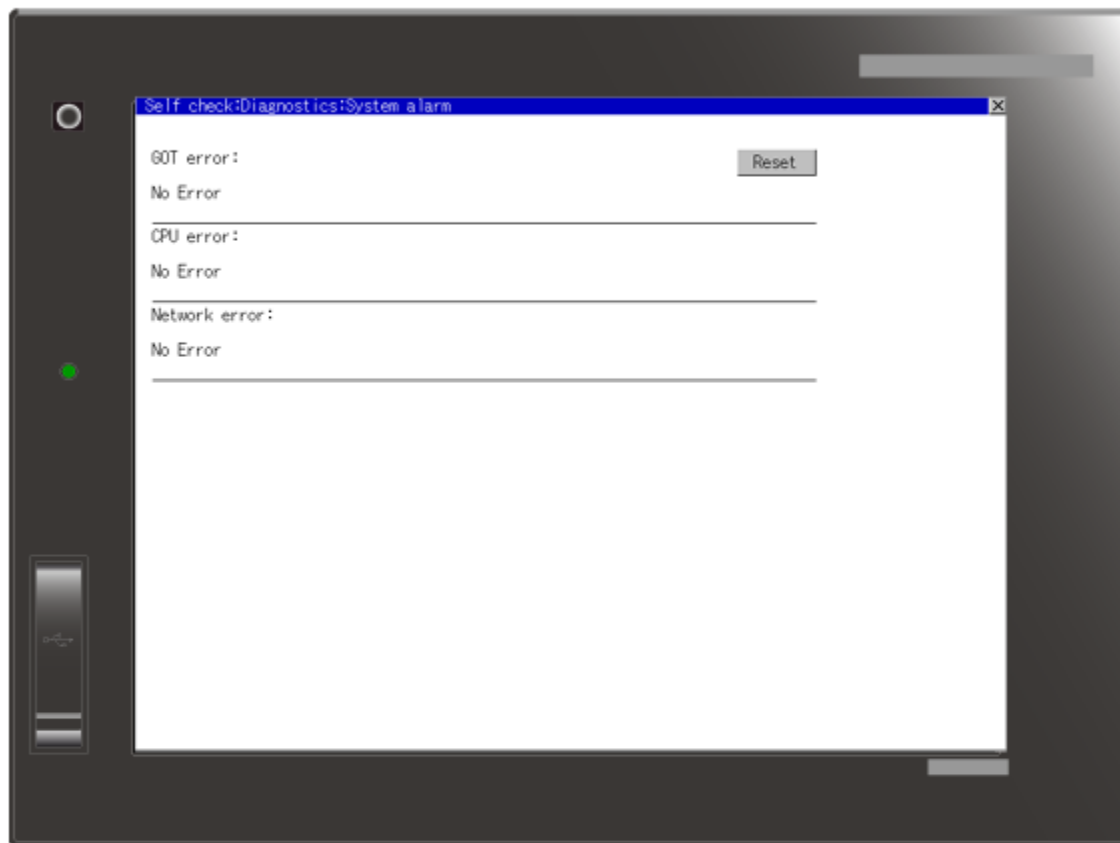 Self check:Diagnostics:System alarm
GOT error:
Reset
No Error
CPU error:
No Error
Network error:
No Error